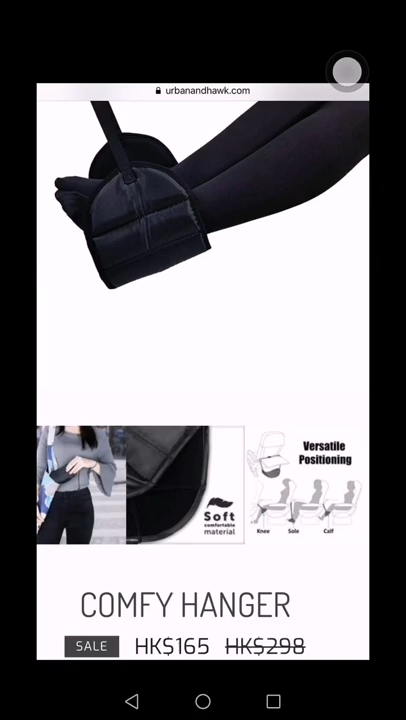 urbanandhawk.com
Versatile
Positioning
Soft
comfortable
material
Knee Sole Calf
COMFY HANGER
SALE HK$165 HK$298